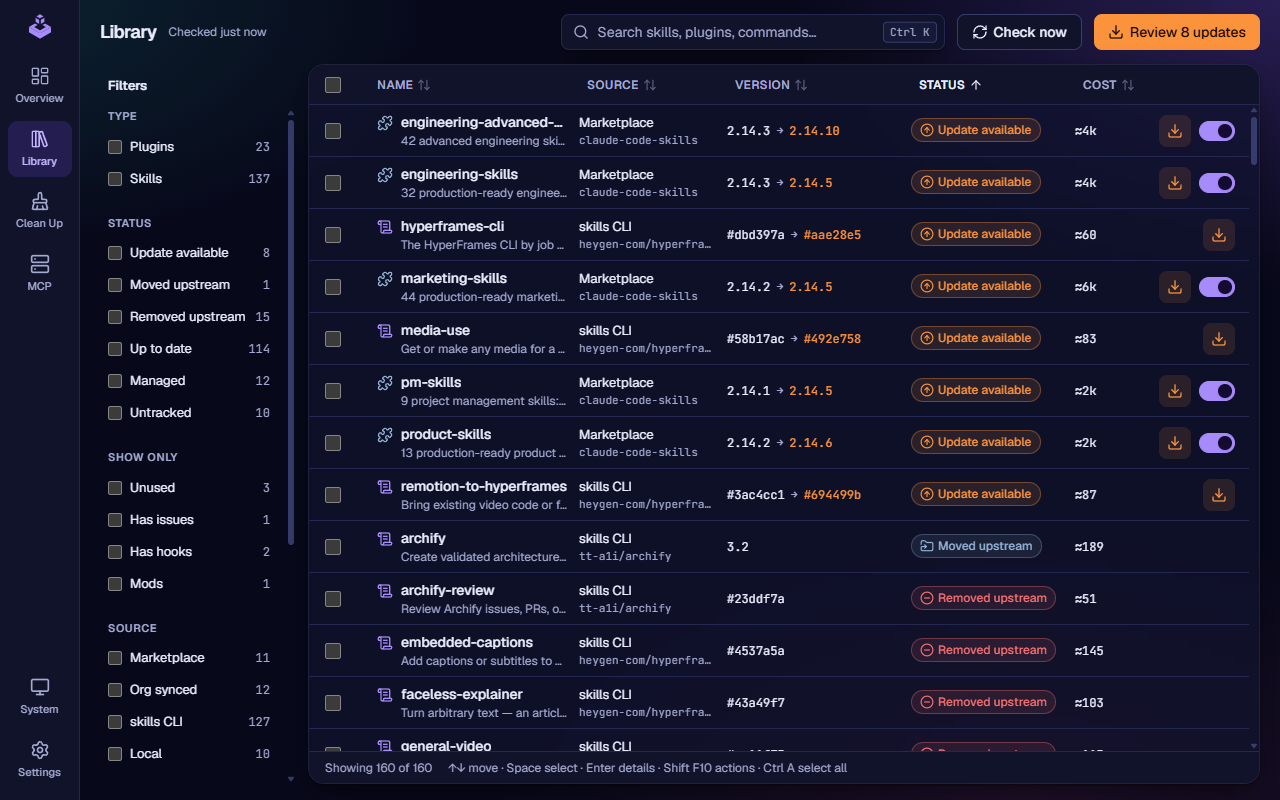 Library
Checked just now
Search skills, plugins, commands...
Ctrl K
Check now
Review 8 updates
Overview
Library
Clean Up
MCP
System
Settings
Filters
TYPE
Plugins 23
Skills 137
STATUS
Update available 8
Moved upstream 1
Removed upstream 15
Up to date 114
Managed 12
Untracked 10
SHOW ONLY
Unused 3
Has issues 1
Has hooks 2
Mods 1
SOURCE
Marketplace 11
Org synced 12
skills CLI 127
Local 10
NAME SOURCE VERSION STATUS COST
engineering-advanced-... Marketplace 2.14.3 → 2.14.10 Update available ≈4k
42 advanced engineering ski... claude-code-skills
engineering-skills Marketplace 2.14.3 → 2.14.5 Update available ≈4k
32 production-ready enginee... claude-code-skills
hyperframes-cli skills CLI #dbd397a → #aae28e5 Update available ≈60
The HyperFrames CLI by job ... heygen-com/hyperfra...
marketing-skills Marketplace 2.14.2 → 2.14.5 Update available ≈6k
44 production-ready marketi... claude-code-skills
media-use skills CLI #58b17ac → #492e758 Update available ≈83
Get or make any media for a ... heygen-com/hyperfra...
pm-skills Marketplace 2.14.1 → 2.14.5 Update available ≈2k
9 project management skills:... claude-code-skills
product-skills Marketplace 2.14.2 → 2.14.6 Update available ≈2k
13 production-ready product ... claude-code-skills
remotion-to-hyperframes skills CLI #3ac4cc1 → #694499b Update available ≈87
Bring existing video code or f... heygen-com/hyperfra...
archify skills CLI 3.2 Moved upstream ≈189
Create validated architecture... tt-a1i/archify
archify-review skills CLI #23ddf7a Removed upstream ≈51
Review Archify issues, PRs, o... tt-a1i/archify
embedded-captions skills CLI #4537a5a Removed upstream ≈145
Add captions or subtitles to ... heygen-com/hyperfra...
faceless-explainer skills CLI #43a49f7 Removed upstream ≈103
Turn arbitrary text — an articl... heygen-com/hyperfra...
general-video skills CLI Removed upstream
Showing 160 of 160 ↑↓ move · Space select · Enter details · Shift F10 actions · Ctrl A select all